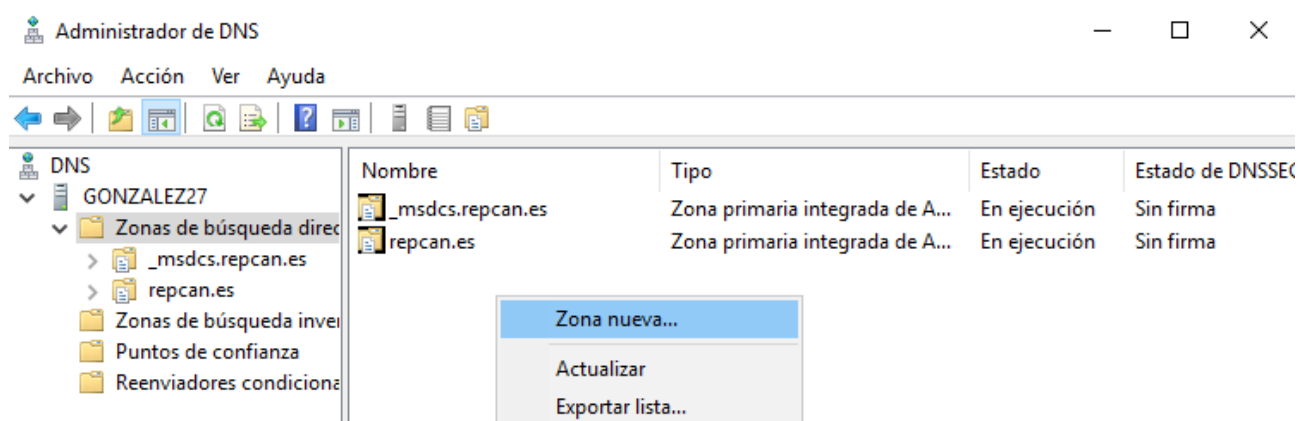 Administrador de DNS
Archivo Acción Ver Ayuda
DNS
GONZALEZ27
Zonas de búsqueda direc
_msdcs.repcan.es
repcan.es
Zonas de búsqueda inver
Puntos de confianza
Reenviadores condiciona
Nombre Tipo Estado Estado de DNSSEC
_msdcs.repcan.es Zona primaria integrada de A... En ejecución Sin firma
repcan.es Zona primaria integrada de A... En ejecución Sin firma
Zona nueva...
Actualizar
Exportar lista...